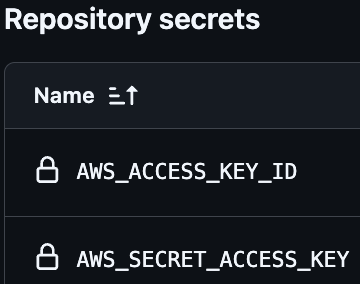 Repository secrets
Name
AWS_ACCESS_KEY_ID
AWS_SECRET_ACCESS_KEY